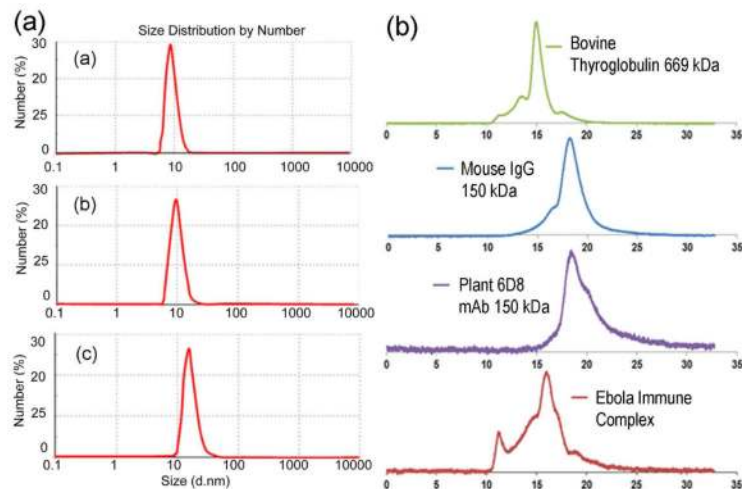 (a)
Size Distribution by Number
(a)
Number (%)
30
20
25
0
0.1 1 10 100 1000 10000
(b)
Number (%)
30
20
25
0
0.1 1 10 100 1000 10000
(c)
Number (%)
30
20
25
0
0.1 1 10 100 1000 10000
Size (d.nm)
(b)
Bovine
Thyroglobulin 669 kDa
0 5 10 15 20 25 30 35
Mouse IgG
150 kDa
0 5 10 15 20 25 30 35
Plant 6D8
mAb 150 kDa
0 5 10 15 20 25 30 35
Ebola Immune
Complex
0 5 10 15 20 25 30 35